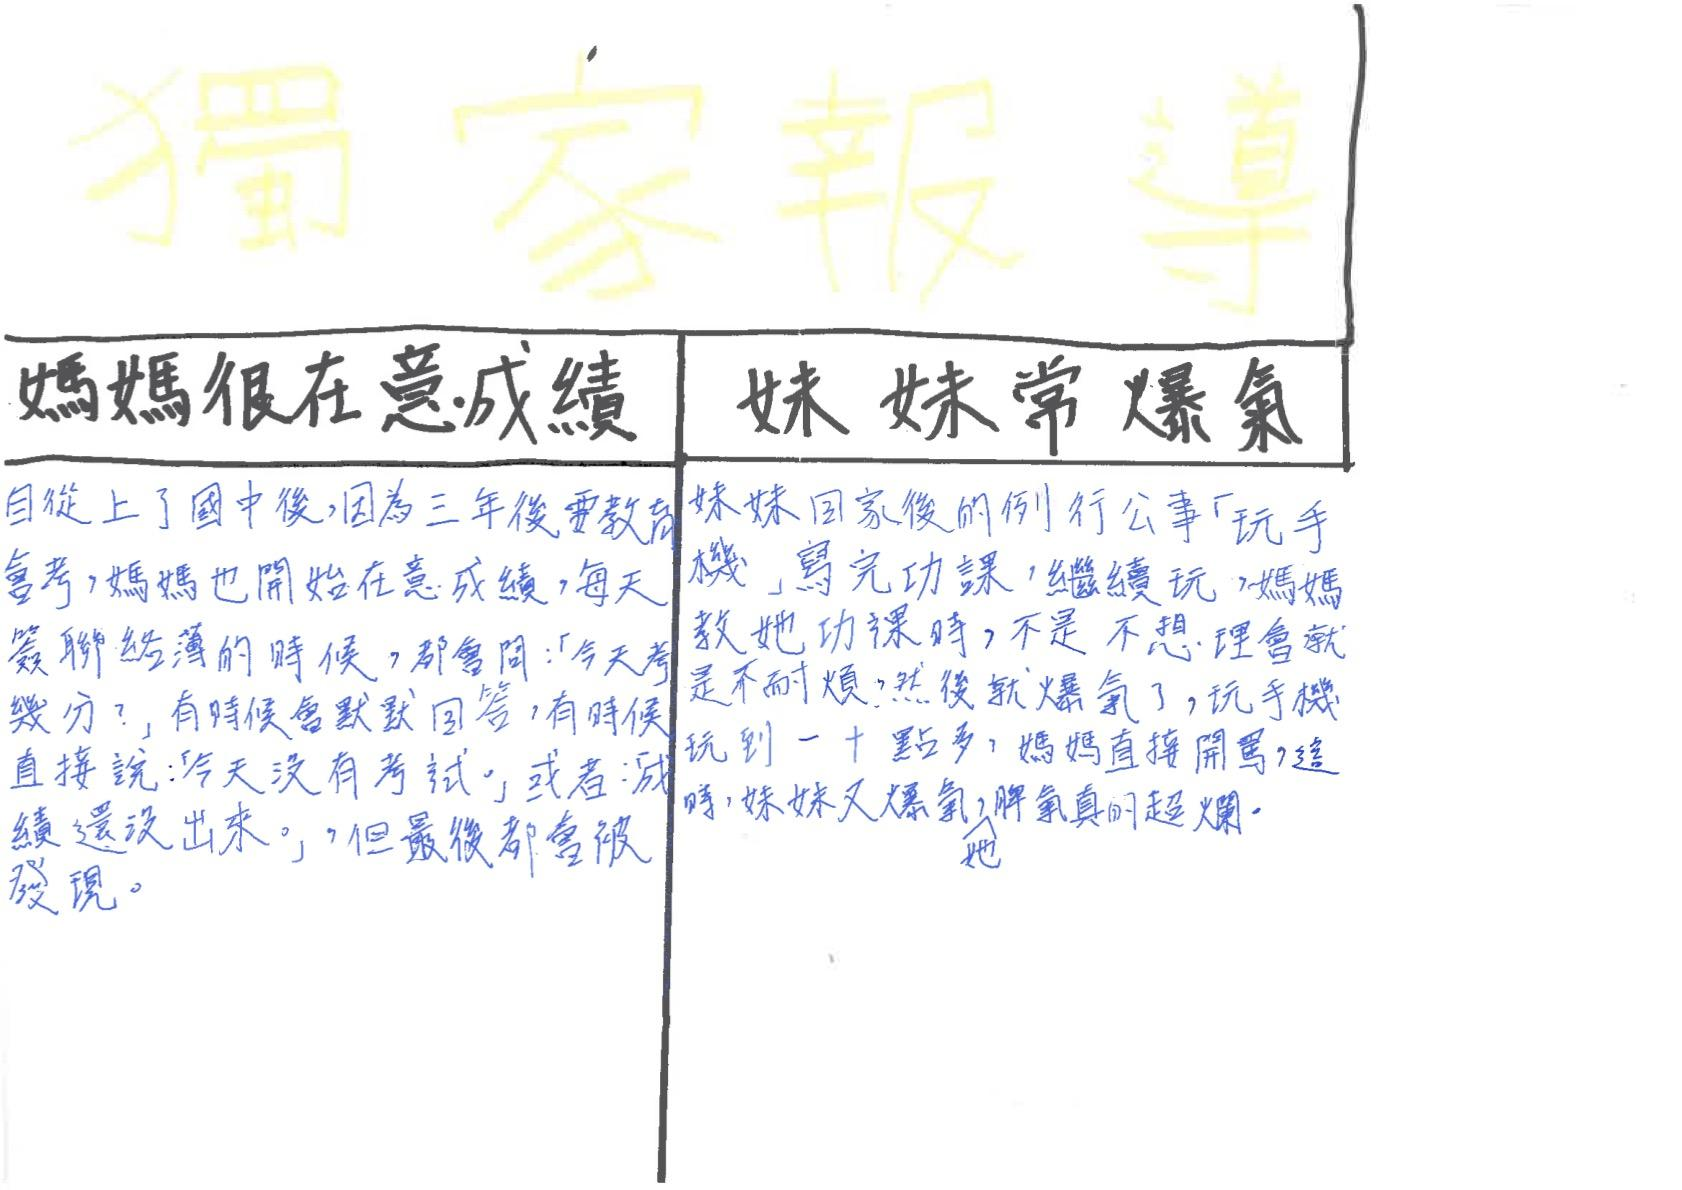 獨家報導
媽媽很在意成績
自從上了國中後,因為三年後要教育
會考,媽媽也開始在意成績,每天
簽聯絡薄的時候,都會問:「今天考
幾分?」有時候會默默回答,有時候
直接說:「今天沒有考試。」或者:「成
績還沒出來。」,但最後都會被
發現。
妹妹常爆氣
妹妹回家後的例行公事「玩手
機」寫完功課,繼續玩,媽媽
教她功課時,不是不想理會就
是不耐煩,然後就爆氣了,玩手機
玩到一十點多,媽媽直接開罵,這
時,妹妹又爆氣,她脾氣真的超爛。